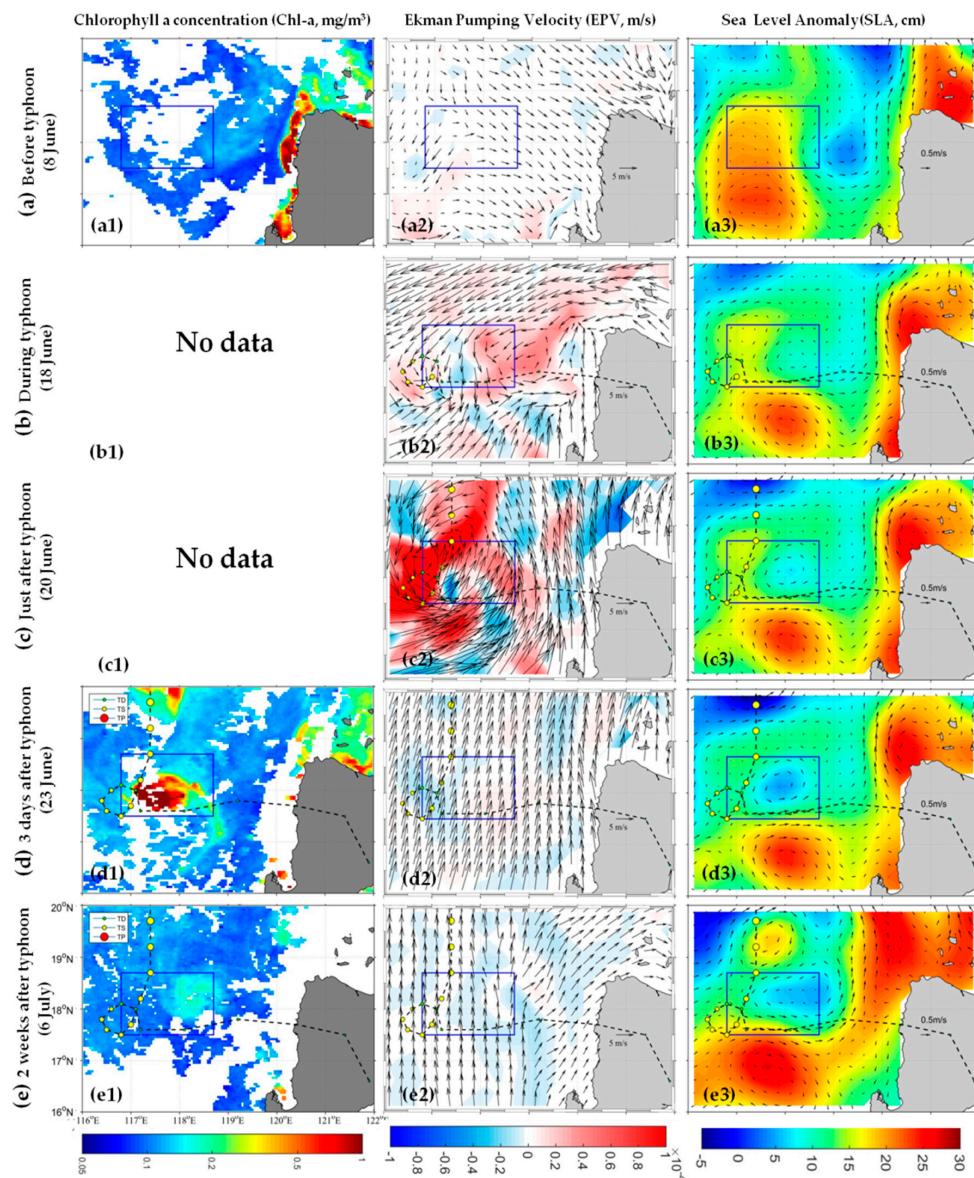 Chlorophyll a concentration (Chl-a, mg/m³)
Ekman Pumping Velocity (EPV, m/s)
Sea Level Anomaly(SLA, cm)
(a) Before typhoon
(8 June)
(a1)
5 m/s
(a2)
0.5m/s
(a3)
(b) During typhoon
(18 June)
No data
(b1)
5 m/s
(b2)
0.5m/s
(b3)
(c) Just after typhoon
(20 June)
No data
(c1)
5 m/s
(c2)
0.5m/s
(c3)
(d) 3 days after typhoon
(23 June)
TD
TS
TP
(d1)
5 m/s
(d2)
0.5m/s
(d3)
(e) 2 weeks after typhoon
(6 July)
20°N
19°N
18°N
17°N
16°N
TD
TS
TP
(e1)
5 m/s
(e2)
0.5m/s
(e3)
116°E 117°E 118°E 119°E 120°E 121°E 122°E
0.05 0.1 0.2 0.5 1
-1 -0.8 -0.6 -0.4 -0.2 0 0.2 0.4 0.6 0.8 1
-5 0 5 10 15 20 25 30